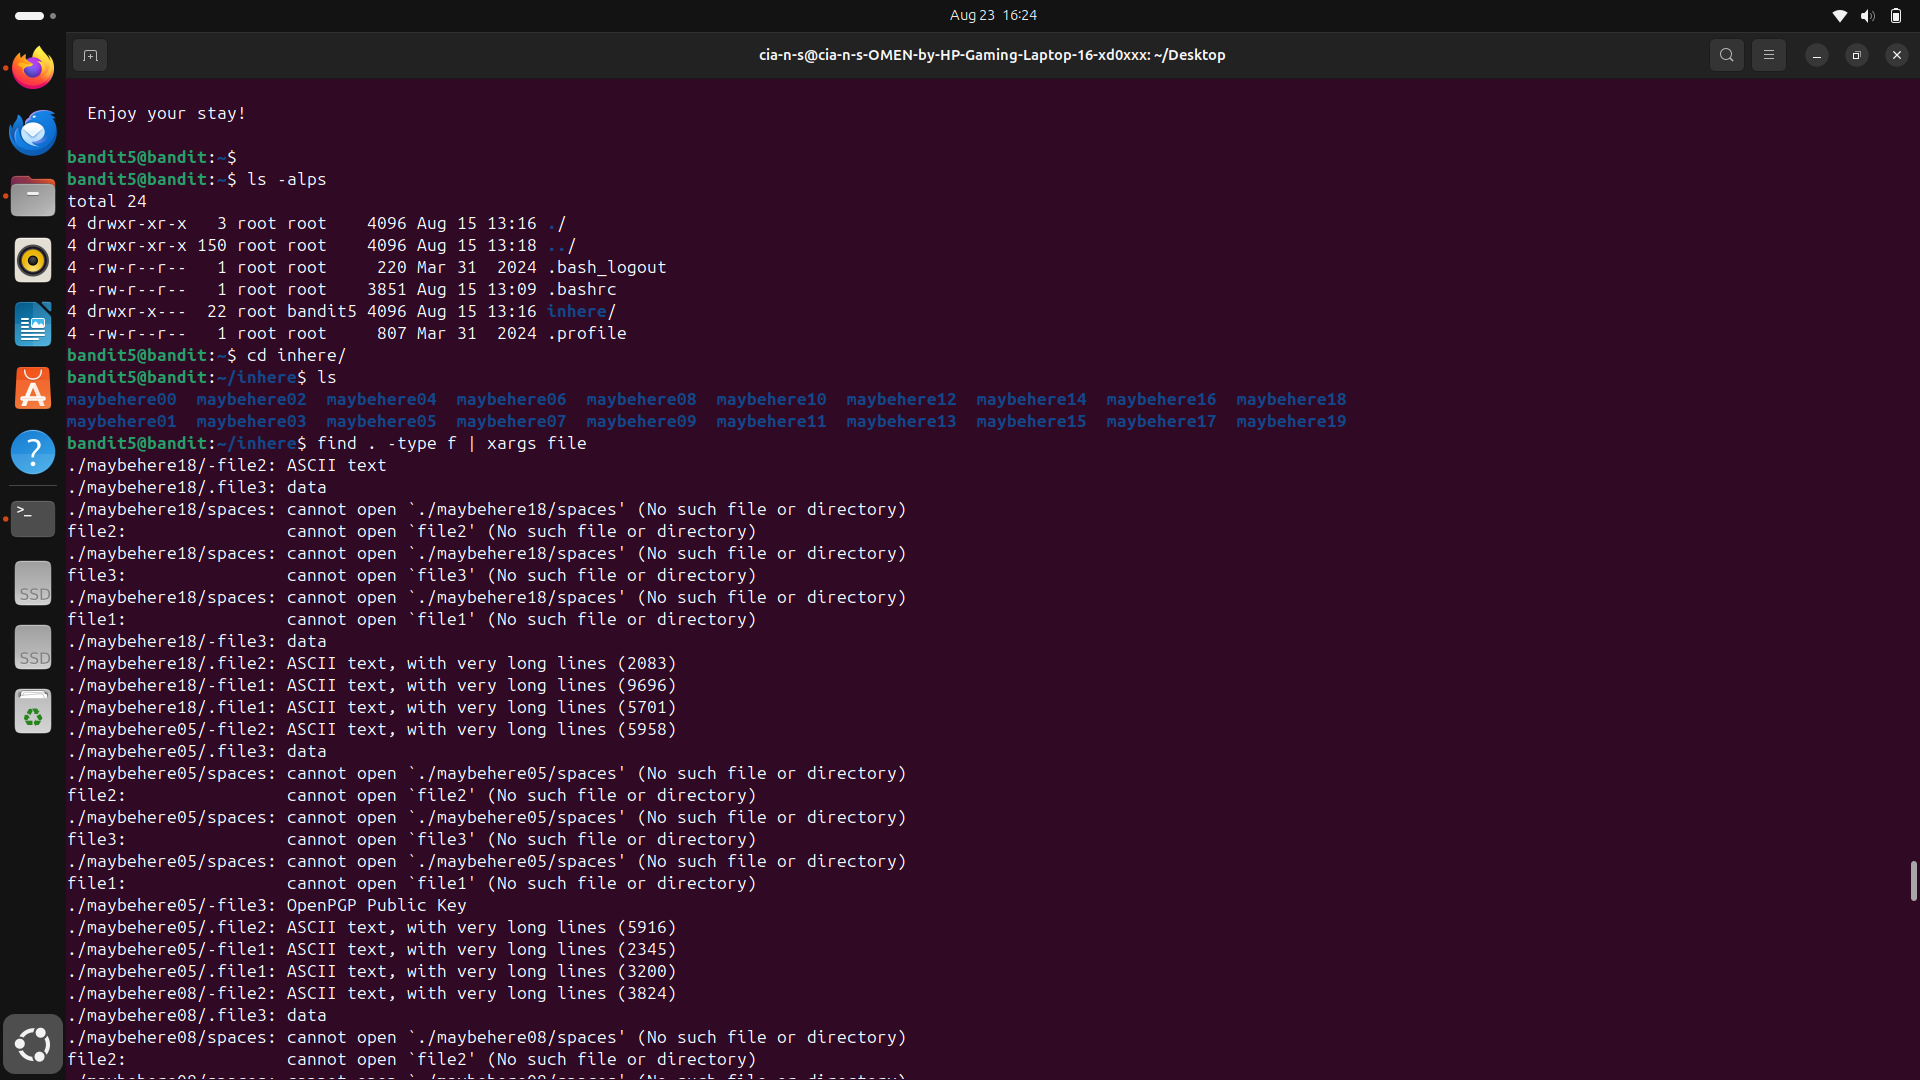 Aug 23 16:24
cia-n-s@cia-n-s-OMEN-by-HP-Gaming-Laptop-16-xd0xxx: ~/Desktop
Enjoy your stay!
bandit5@bandit:~$
bandit5@bandit:~$ ls -alps
total 24
4 drwxr-xr-x   3 root root    4096 Aug 15 13:16 ./
4 drwxr-xr-x 150 root root    4096 Aug 15 13:18 ../
4 -rw-r--r--   1 root root     220 Mar 31  2024 .bash_logout
4 -rw-r--r--   1 root root    3851 Aug 15 13:09 .bashrc
4 drwxr-x---  22 root bandit5 4096 Aug 15 13:16 inhere/
4 -rw-r--r--   1 root root     807 Mar 31  2024 .profile
bandit5@bandit:~$ cd inhere/
bandit5@bandit:~/inhere$ ls
maybehere00  maybehere02  maybehere04  maybehere06  maybehere08  maybehere10  maybehere12  maybehere14  maybehere16  maybehere18
maybehere01  maybehere03  maybehere05  maybehere07  maybehere09  maybehere11  maybehere13  maybehere15  maybehere17  maybehere19
bandit5@bandit:~/inhere$ find . -type f | xargs file
./maybehere18/-file2: ASCII text
./maybehere18/.file3: data
./maybehere18/spaces: cannot open `./maybehere18/spaces' (No such file or directory)
file2:                cannot open `file2' (No such file or directory)
./maybehere18/spaces: cannot open `./maybehere18/spaces' (No such file or directory)
file3:                cannot open `file3' (No such file or directory)
./maybehere18/spaces: cannot open `./maybehere18/spaces' (No such file or directory)
file1:                cannot open `file1' (No such file or directory)
./maybehere18/-file3: data
./maybehere18/.file2: ASCII text, with very long lines (2083)
./maybehere18/-file1: ASCII text, with very long lines (9696)
./maybehere18/.file1: ASCII text, with very long lines (5701)
./maybehere05/-file2: ASCII text, with very long lines (5958)
./maybehere05/.file3: data
./maybehere05/spaces: cannot open `./maybehere05/spaces' (No such file or directory)
file2:                cannot open `file2' (No such file or directory)
./maybehere05/spaces: cannot open `./maybehere05/spaces' (No such file or directory)
file3:                cannot open `file3' (No such file or directory)
./maybehere05/spaces: cannot open `./maybehere05/spaces' (No such file or directory)
file1:                cannot open `file1' (No such file or directory)
./maybehere05/-file3: OpenPGP Public Key
./maybehere05/.file2: ASCII text, with very long lines (5916)
./maybehere05/-file1: ASCII text, with very long lines (2345)
./maybehere05/.file1: ASCII text, with very long lines (3200)
./maybehere08/-file2: ASCII text, with very long lines (3824)
./maybehere08/.file3: data
./maybehere08/spaces: cannot open `./maybehere08/spaces' (No such file or directory)
file2:                cannot open `file2' (No such file or directory)
SSD
SSD